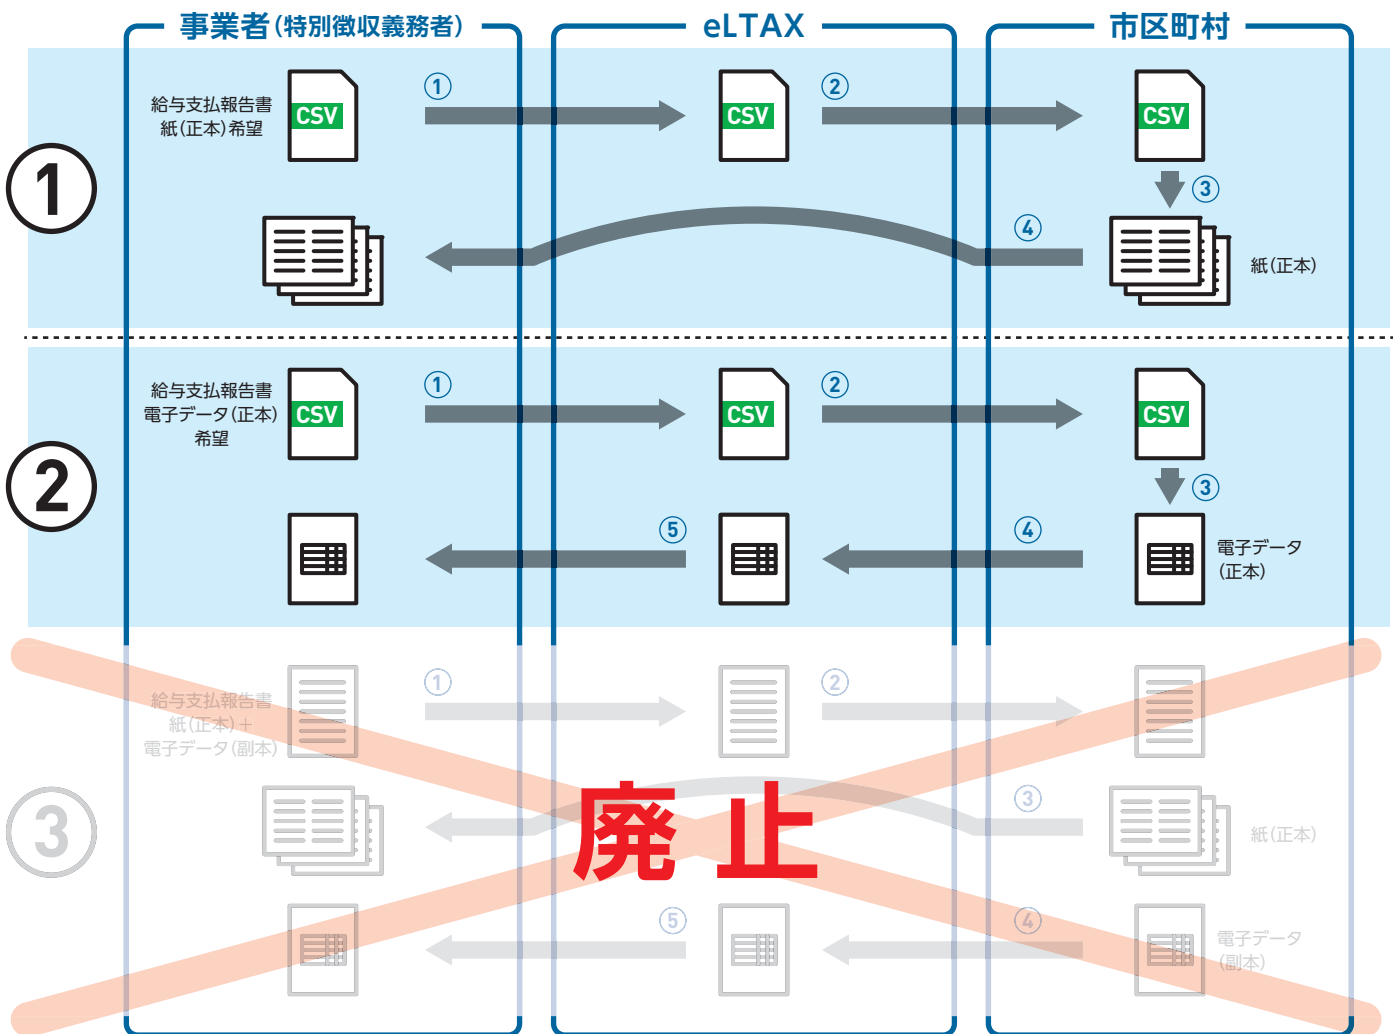 事業者(特別徴収義務者)
eLTAX
市区町村
①
給与支払報告書
紙(正本)希望
CSV
①
CSV
②
CSV
③
④
紙(正本)
②
給与支払報告書
電子データ(正本)
希望
CSV
①
CSV
②
CSV
③
⑤
④
電子データ
(正本)
③
給与支払報告書
紙(正本)+
電子データ(副本)
①
②
廃止
③
紙(正本)
⑤
④
電子データ
(副本)